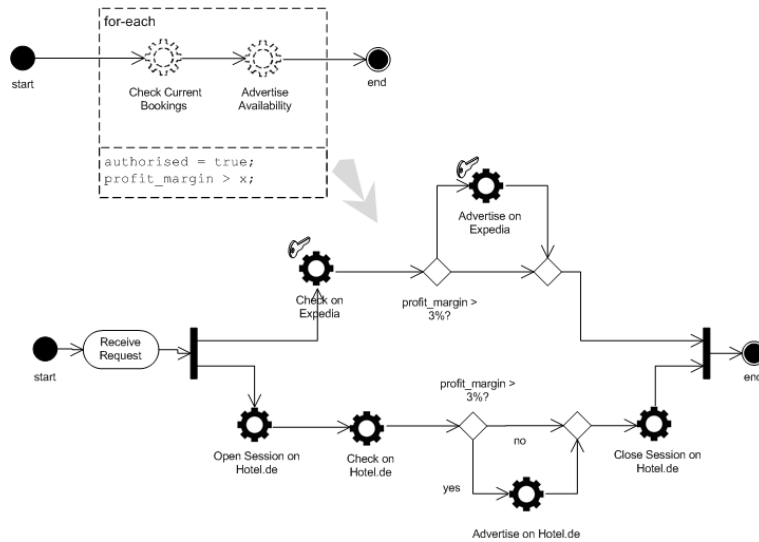 for-each
start
Check Current
Bookings
Advertise
Availability
end
authorised = true;
profit_margin > x;
Advertise on
Expedia
Check on
Expedia
profit_margin >
3%?
Receive
Request
start
end
profit_margin >
3%?
Open Session on
Hotel.de
Check on
Hotel.de
no
Close Session on
Hotel.de
yes
Advertise on Hotel.de